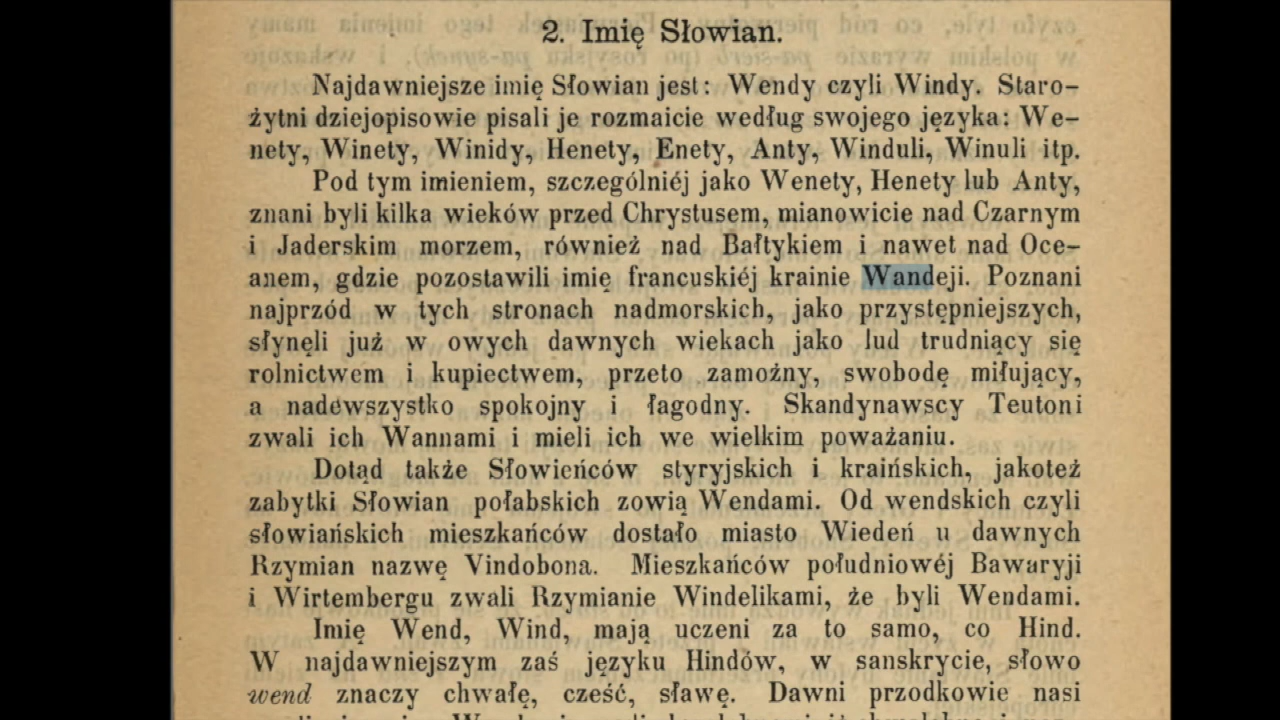 2. Imię Słowian.
Najdawniejsze imię Słowian jest: Wendy czyli Windy. Staro-
żytni dziejopisowie pisali je rozmaicie według swojego języka: We-
nety, Winety, Winidy, Henety, Enety, Anty, Winduli, Winuli itp.
Pod tym imieniem, szczególniéj jako Wenety, Henety lub Anty,
znani byli kilka wieków przed Chrystusem, mianowicie nad Czarnym
i Jaderskim morzem, również nad Bałtykiem i nawet nad Oce-
anem, gdzie pozostawili imię francuskiéj krainie Wandeji. Poznani
najprzód w tych stronach nadmorskich, jako przystępniejszych,
słynęli już w owych dawnych wiekach jako lud trudniący się
rolnictwem i kupiectwem, przeto zamożny, swobodę miłujący,
a nadewszystko spokojny i łagodny. Skandynawscy Teutoni
zwali ich Wannami i mieli ich we wielkim poważaniu.
Dotąd także Słowieńców styryjskich i kraińskich, jakoteż
zabytki Słowian połabskich zowią Wendami. Od wendskich czyli
słowiańskich mieszkańców dostało miasto Wiedeń u dawnych
Rzymian nazwę Vindobona. Mieszkańców południowéj Bawaryji
i Wirtembergu zwali Rzymianie Windelikami, że byli Wendami.
Imię Wend, Wind, mają uczeni za to samo, co Hind.
W najdawniejszym zaś języku Hindów, w sanskrycie, słowo
wend znaczy chwałę, cześć, sławę. Dawni przodkowie nasi